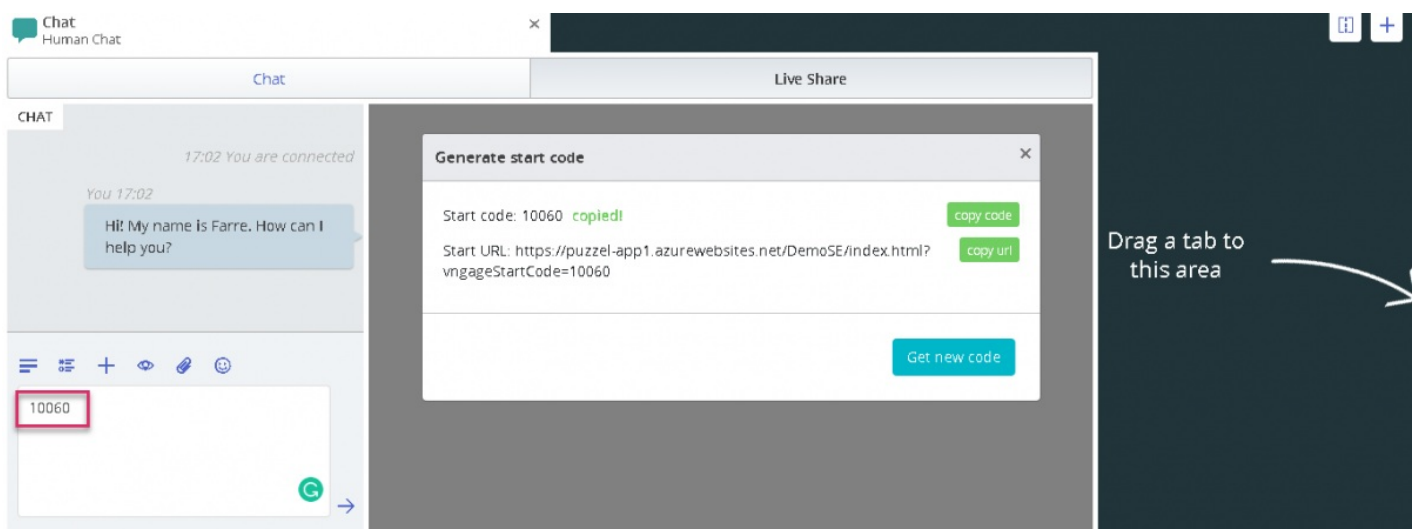 Chat
Human Chat
×
Chat
Live Share
CHAT
17:02 You are connected
You 17:02
Hi! My name is Farre. How can I
help you?
10060
Generate start code
×
Start code: 10060 copied!
copy code
Start URL: https://puzzel-app1.azurewebsites.net/DemoSE/index.html?
vngageStartCode=10060
copy url
Get new code
Drag a tab to
this area